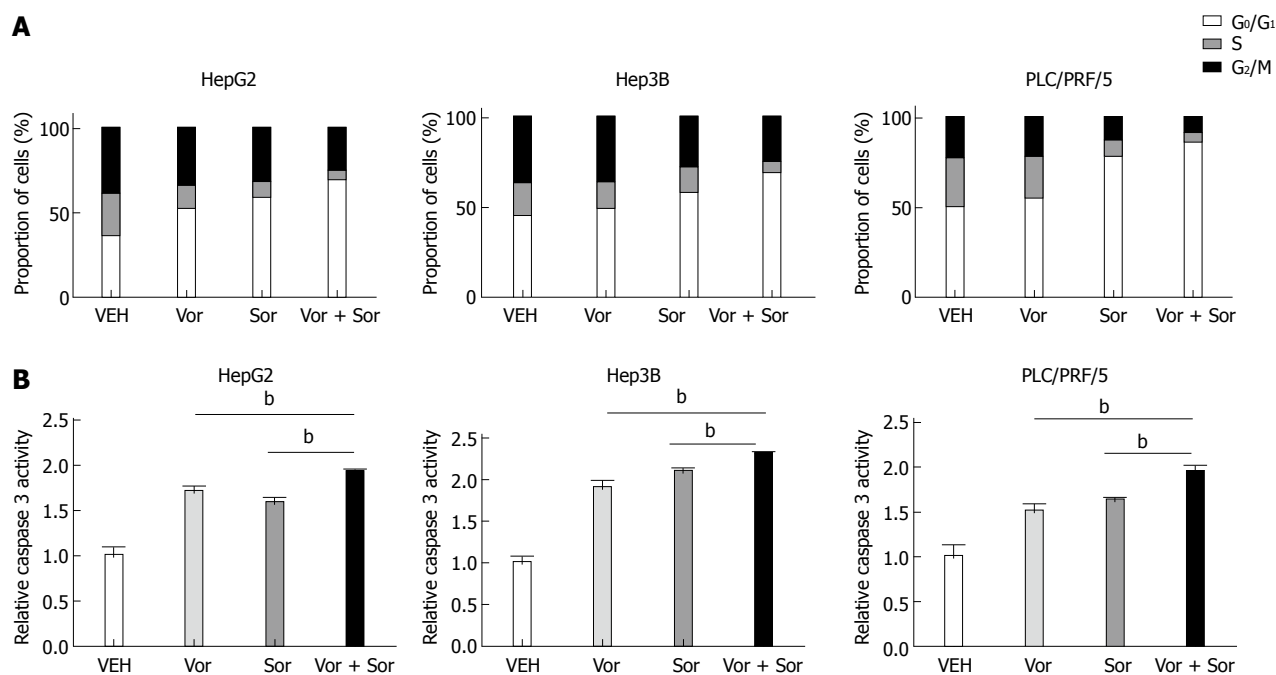 A
G₀/G₁
S
G₂/M
HepG2
Hep3B
PLC/PRF/5
Proportion of cells (%)
100
50
0
VEH Vor Sor Vor + Sor
Proportion of cells (%)
100
50
0
VEH Vor Sor Vor + Sor
Proportion of cells (%)
100
50
0
VEH Vor Sor Vor + Sor
B
HepG2
Hep3B
PLC/PRF/5
Relative caspase 3 activity
2.5
2.0
1.5
1.0
0.5
0.0
b
b
VEH Vor Sor Vor + Sor
Relative caspase 3 activity
2.5
2.0
1.5
1.0
0.5
0.0
b
b
VEH Vor Sor Vor + Sor
Relative caspase 3 activity
2.5
2.0
1.5
1.0
0.5
0.0
b
b
VEH Vor Sor Vor + Sor